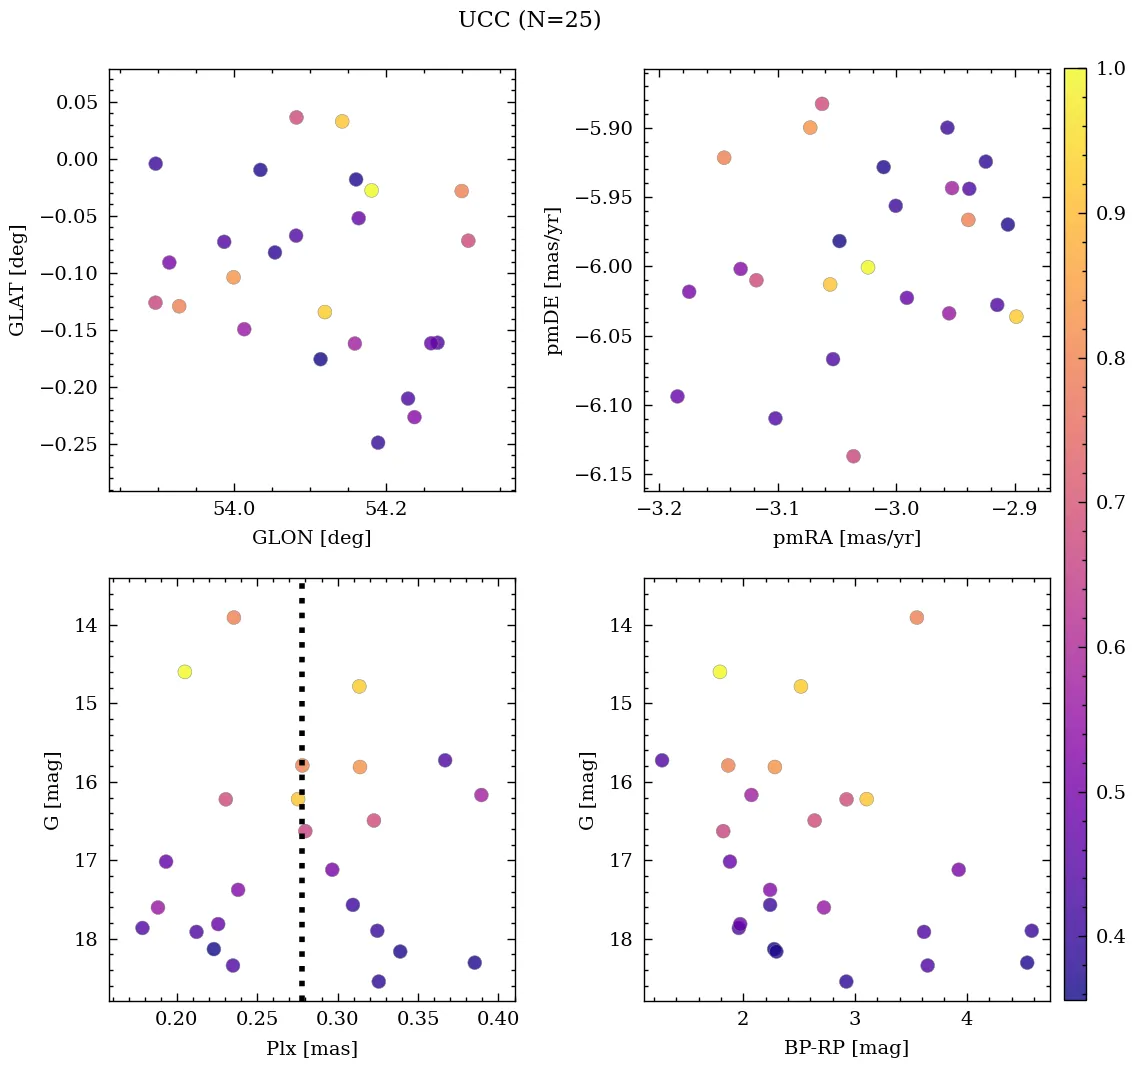 UCC (N=25)
0.05
0.00
−0.05
−0.10
−0.15
−0.20
−0.25
GLAT [deg]
54.0 54.2
GLON [deg]
−5.90
−5.95
−6.00
−6.05
−6.10
−6.15
pmDE [mas/yr]
−3.2 −3.1 −3.0 −2.9
pmRA [mas/yr]
14
15
16
17
18
G [mag]
0.20 0.25 0.30 0.35 0.40
Plx [mas]
14
15
16
17
18
G [mag]
2 3 4
BP-RP [mag]
1.0
0.9
0.8
0.7
0.6
0.5
0.4